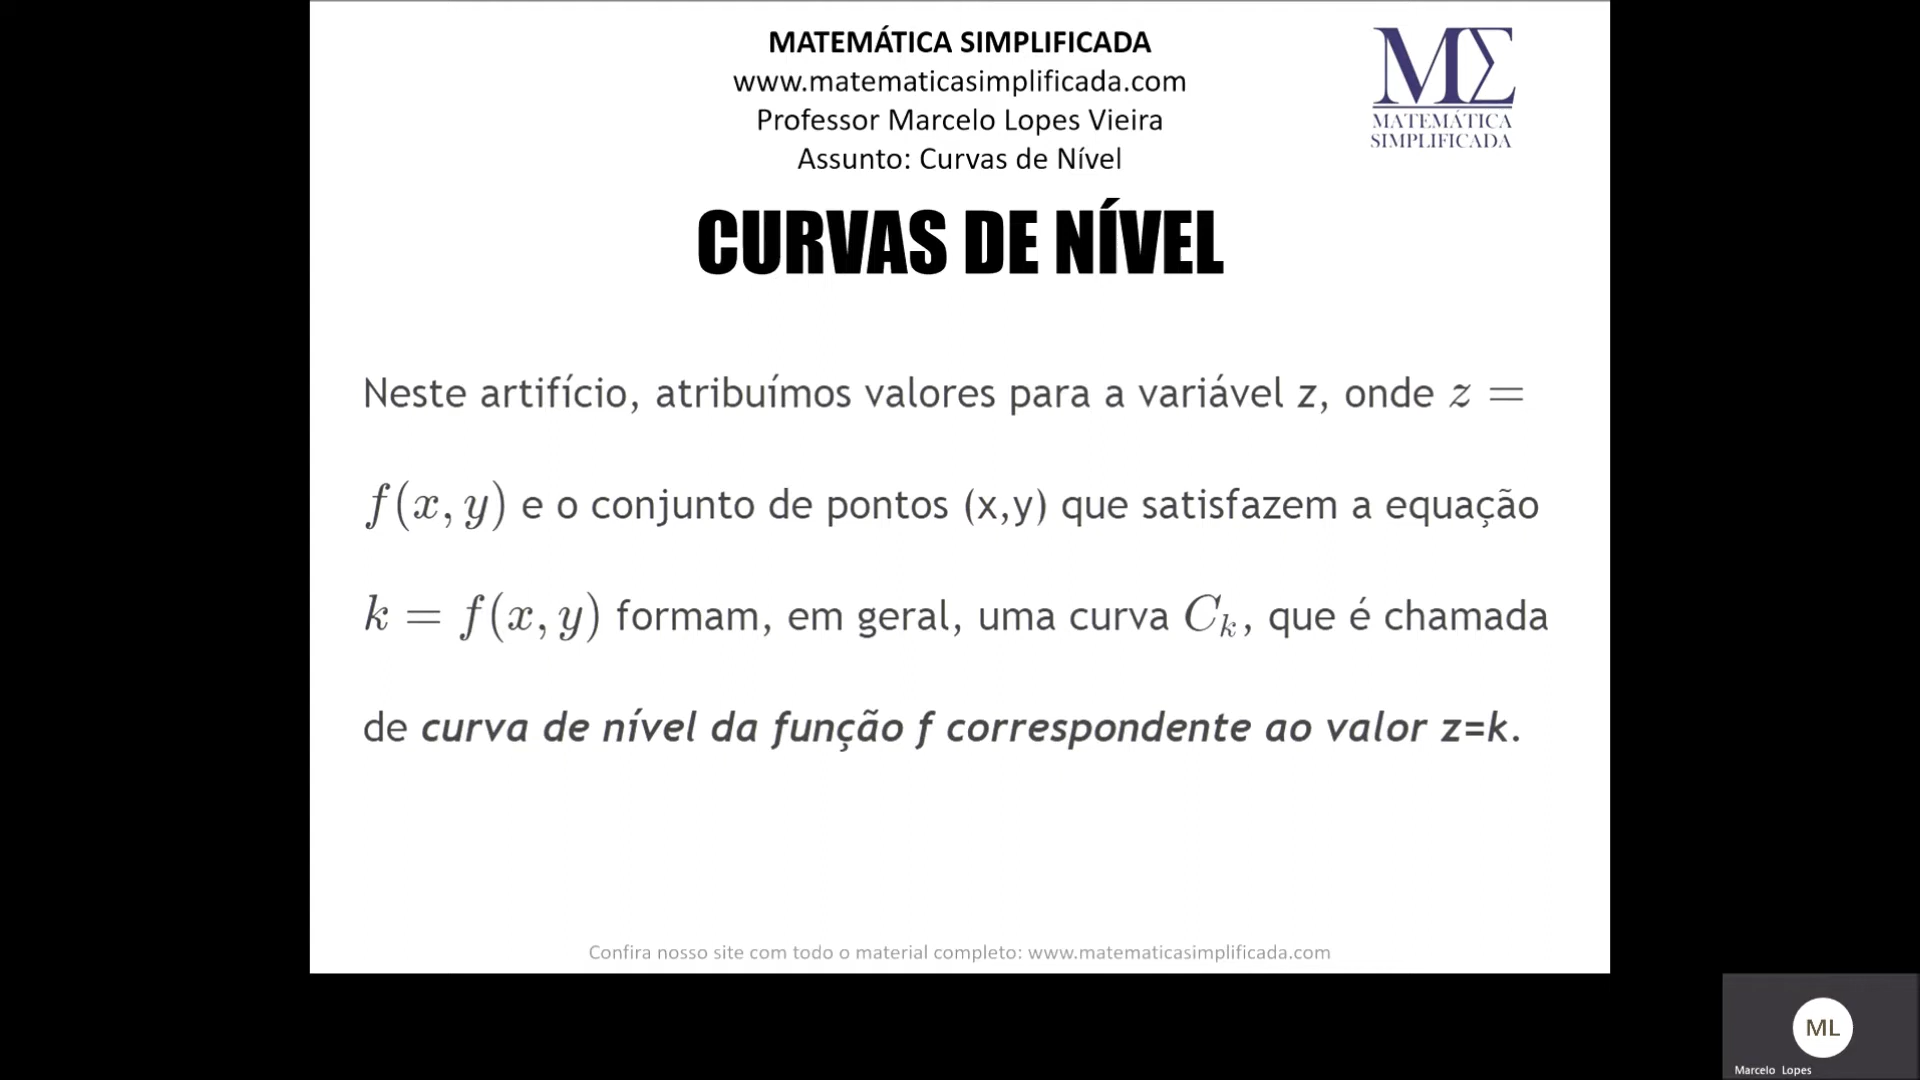 MATEMÁTICA SIMPLIFICADA
www.matematicasimplificada.com
Professor Marcelo Lopes Vieira
Assunto: Curvas de Nível
MΣ
MATEMÁTICA
SIMPLIFICADA
CURVAS DE NÍVEL
Neste artifício, atribuímos valores para a variável z, onde z =
f(x, y) e o conjunto de pontos (x,y) que satisfazem a equação
k = f(x, y) formam, em geral, uma curva Cₖ, que é chamada
de curva de nível da função f correspondente ao valor z=k.
Confira nosso site com todo o material completo: www.matematicasimplificada.com
ML
Marcelo Lopes